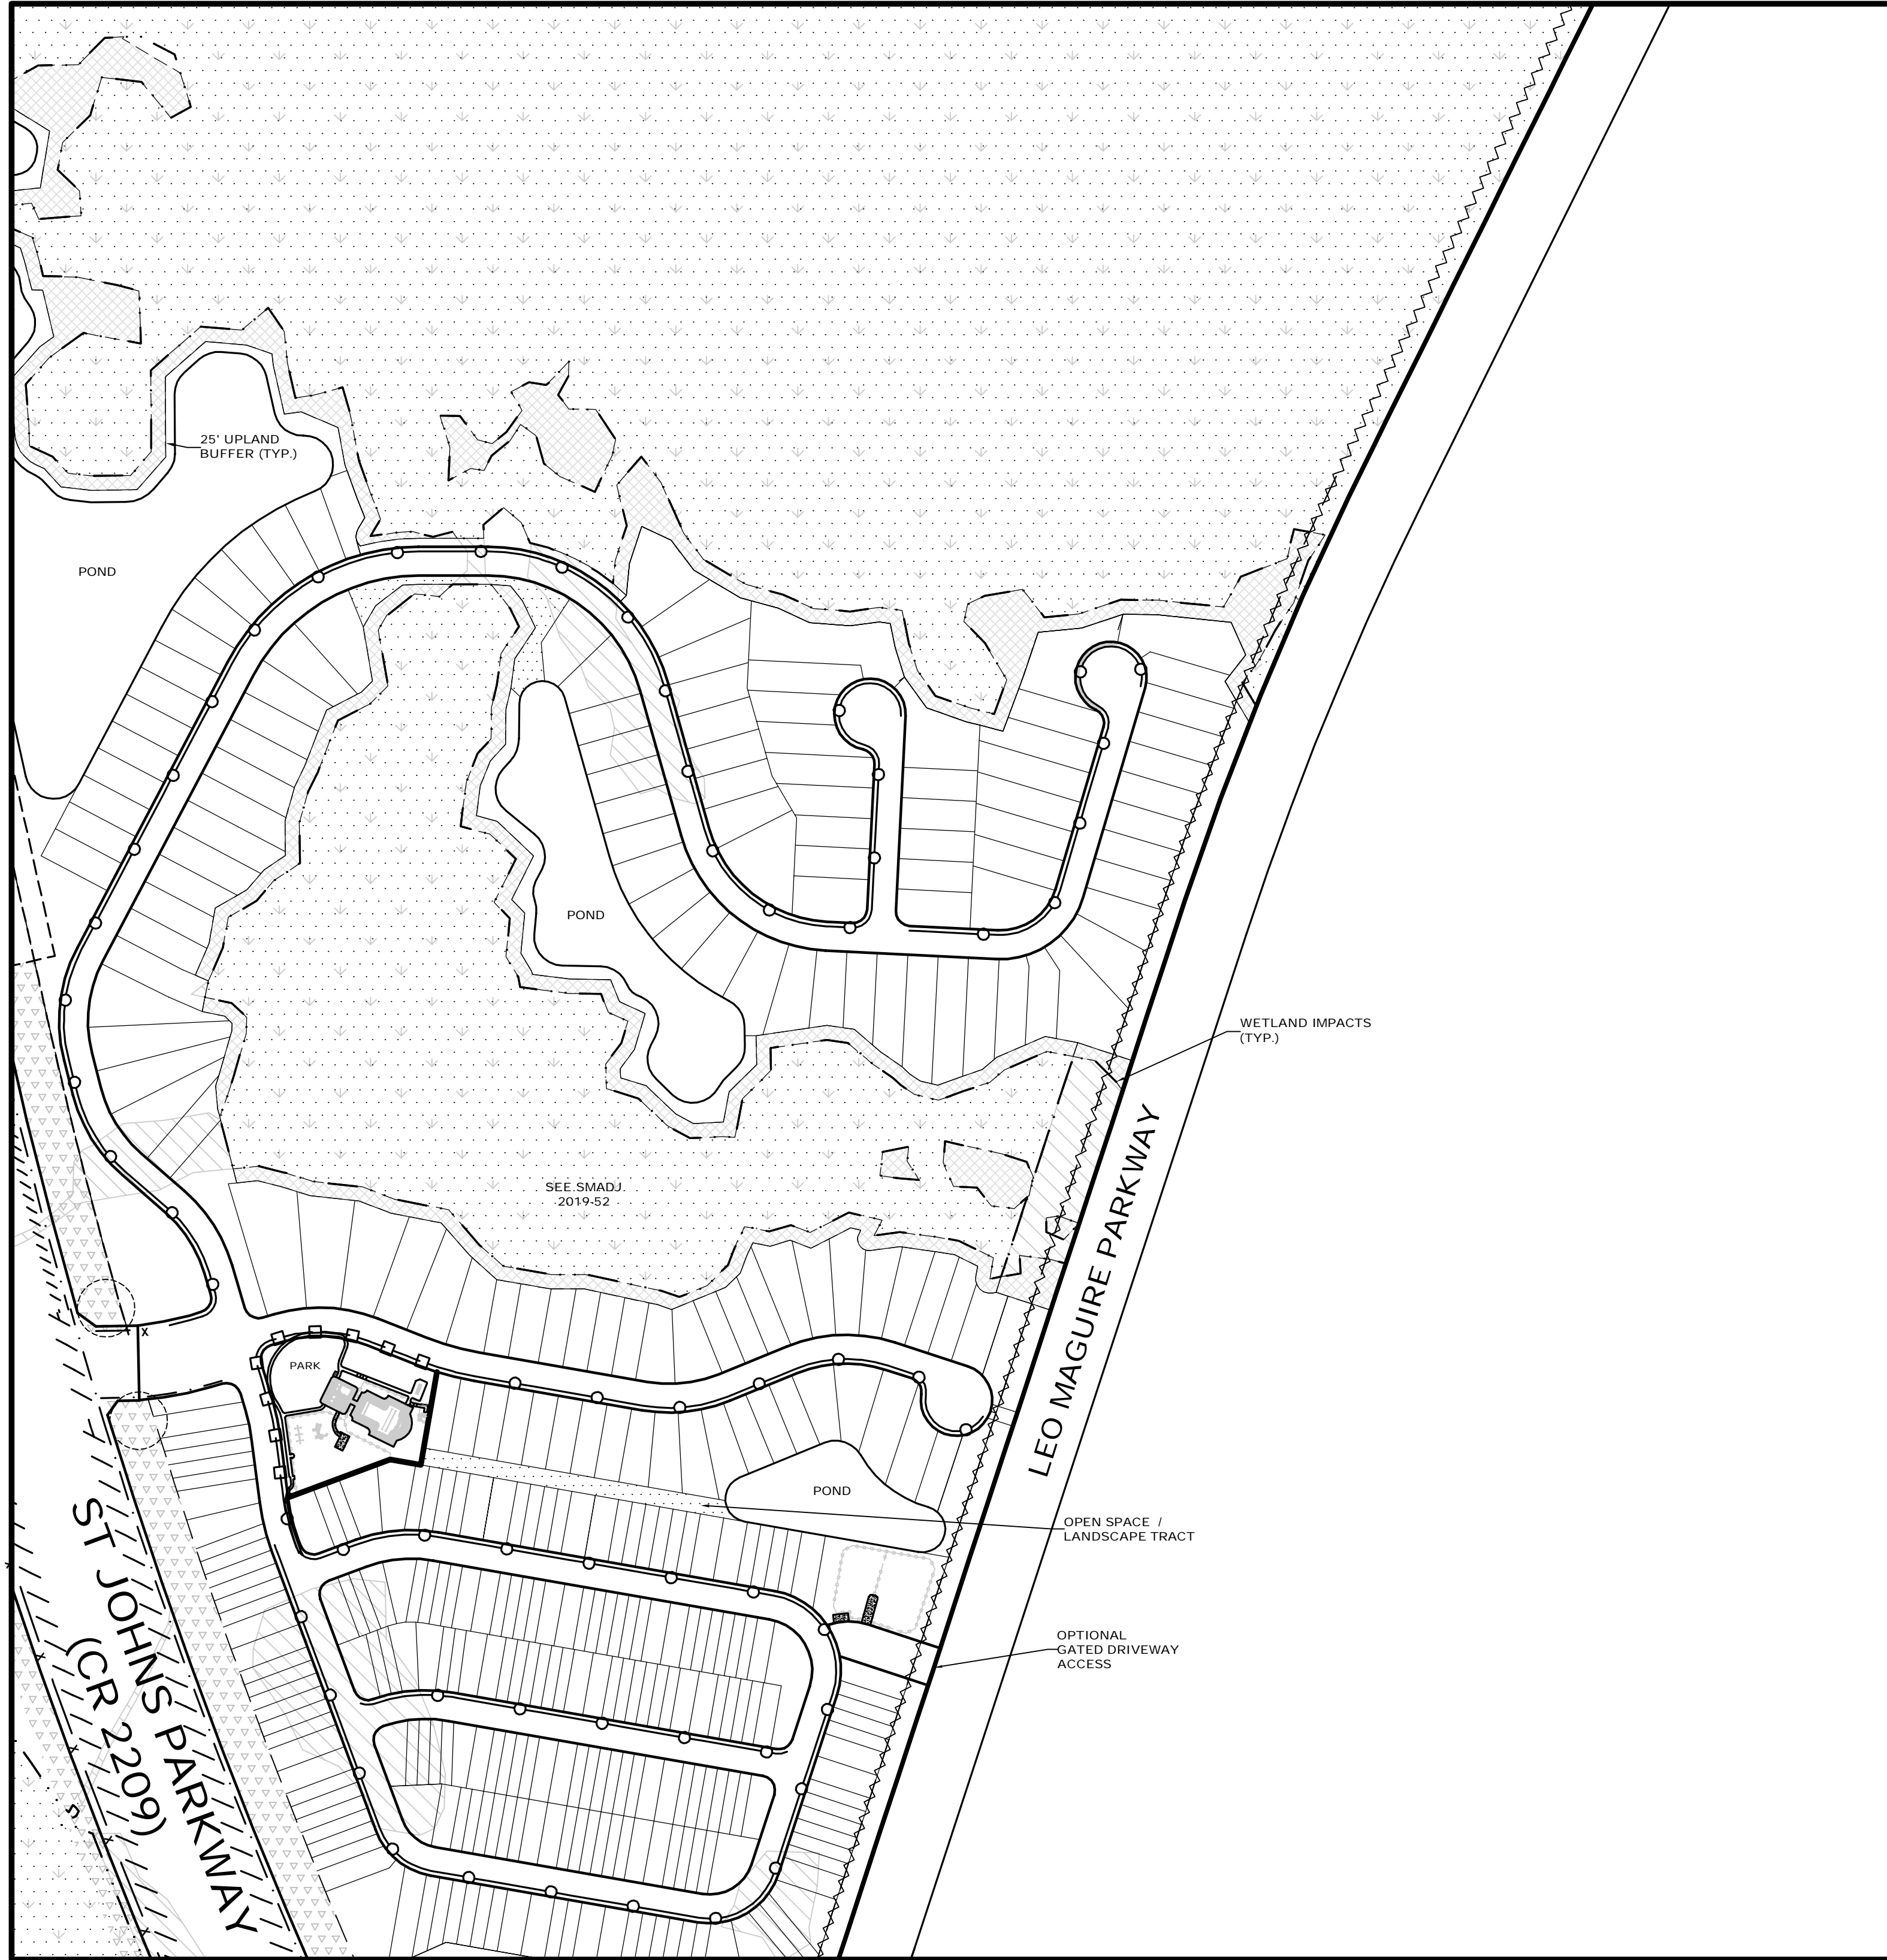 25' UPLAND
BUFFER (TYP.)
POND
POND
WETLAND IMPACTS
(TYP.)
SEE SMADJ.
2019-52
LEO MAGUIRE PARKWAY
X
PARK
POND
OPEN SPACE /
LANDSCAPE TRACT
OPTIONAL
GATED DRIVEWAY
ACCESS
ST JOHNS PARKWAY
(CR 2209)